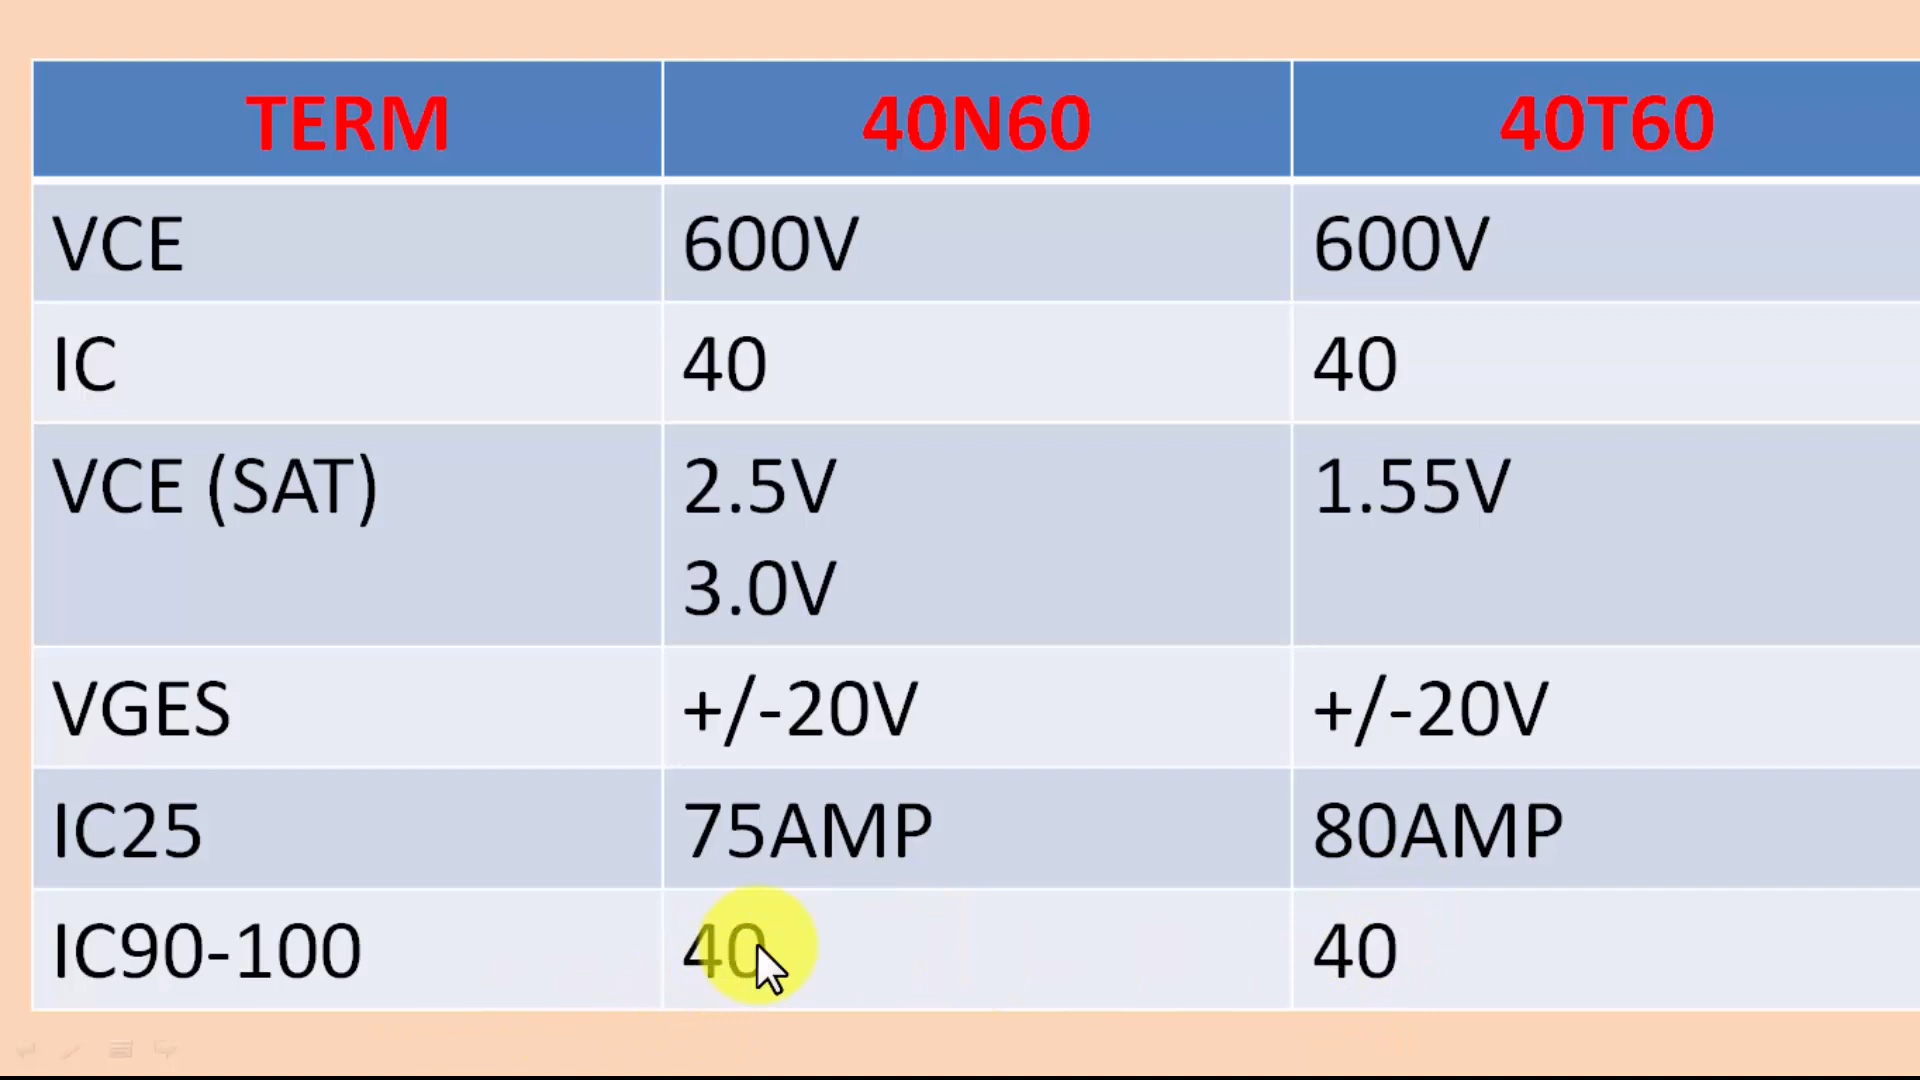 TERM 40N60 40T60
VCE 600V 600V
IC 40 40
VCE (SAT) 2.5V 1.55V
3.0V
VGES +/-20V +/-20V
IC25 75AMP 80AMP
IC90-100 40 40